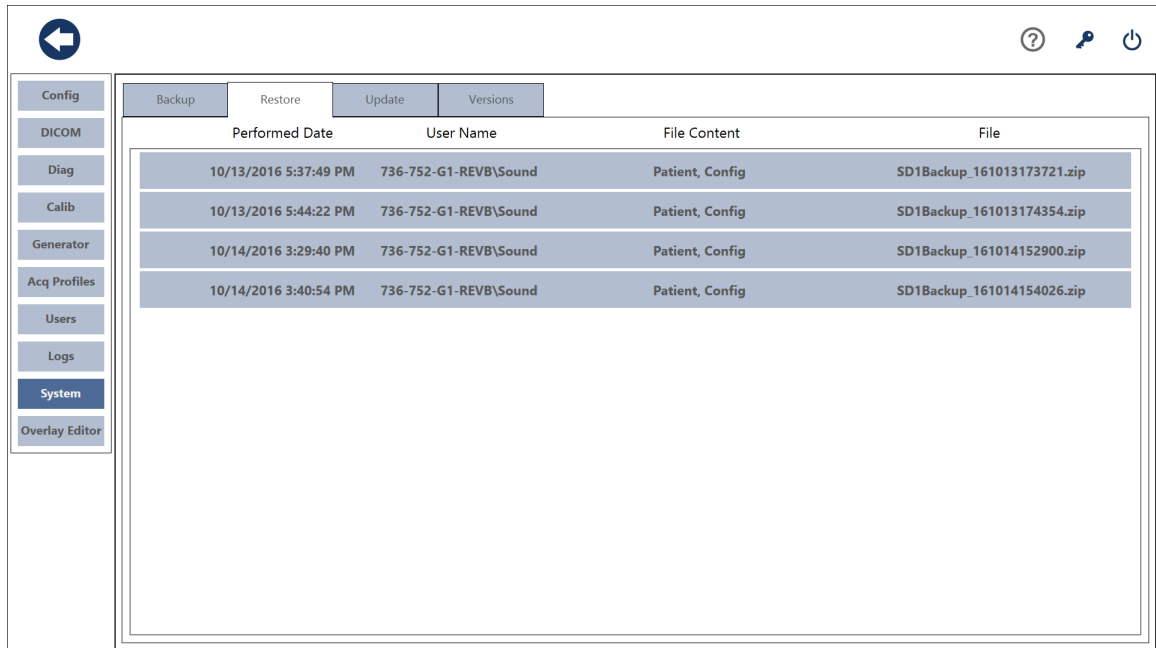 ?
Config
DICOM
Diag
Calib
Generator
Acq Profiles
Users
Logs
System
Overlay Editor
Backup Restore Update Versions
Performed Date User Name File Content File
10/13/2016 5:37:49 PM 736-752-G1-REVB\Sound Patient, Config SD1Backup_161013173721.zip
10/13/2016 5:44:22 PM 736-752-G1-REVB\Sound Patient, Config SD1Backup_161013174354.zip
10/14/2016 3:29:40 PM 736-752-G1-REVB\Sound Patient, Config SD1Backup_161014152900.zip
10/14/2016 3:40:54 PM 736-752-G1-REVB\Sound Patient, Config SD1Backup_161014154026.zip